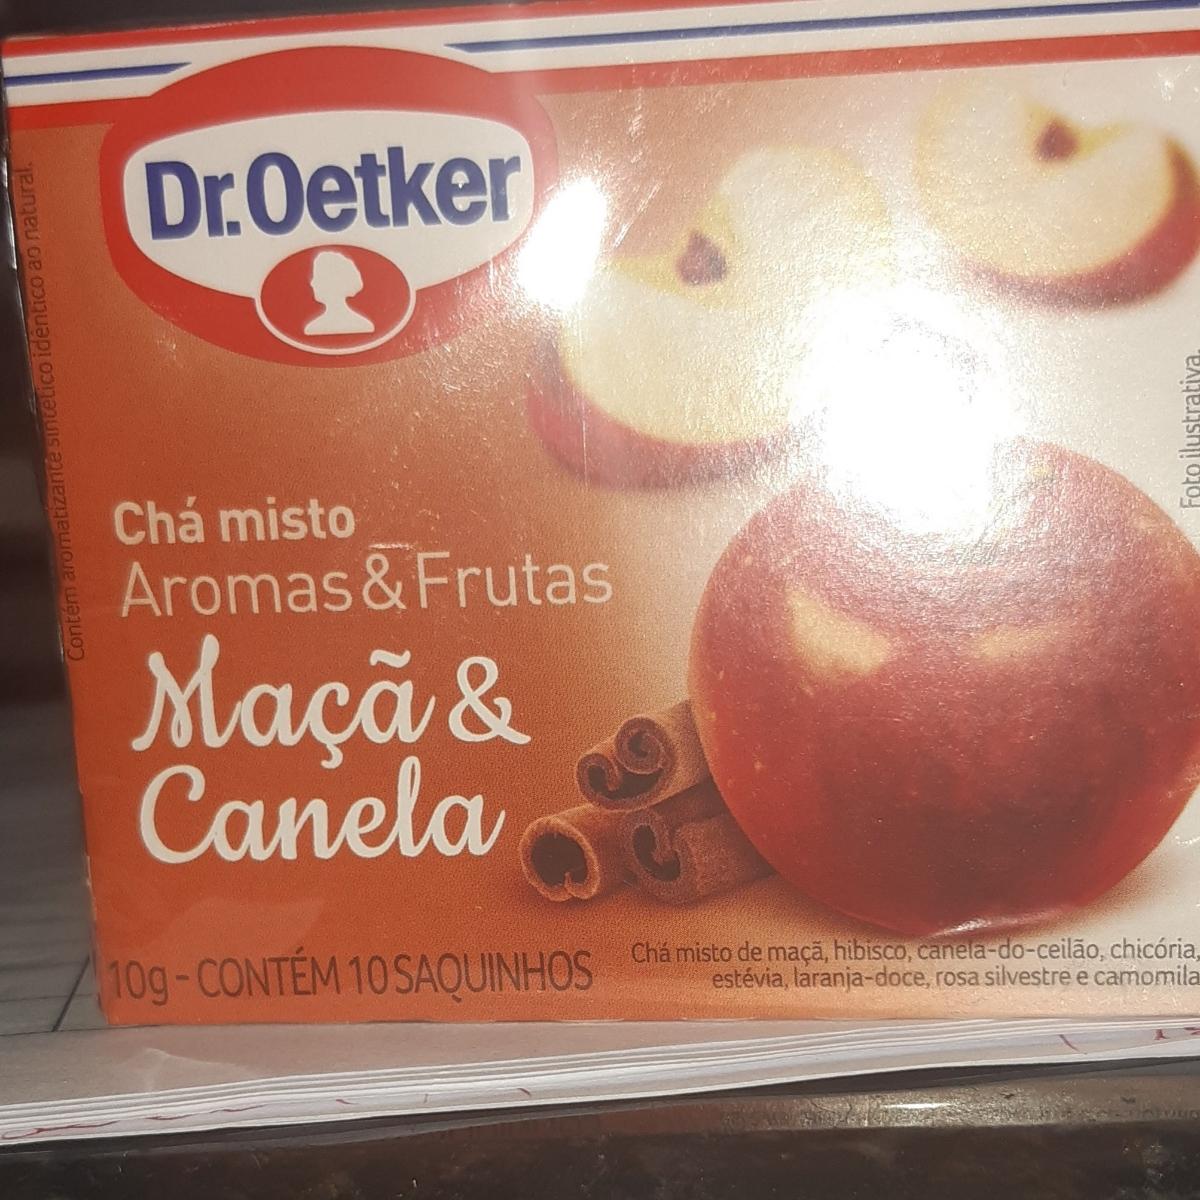 Dr.Oetker
Contém aromatizante sintético idêntico ao natural.
Chá misto
Aromas & Frutas
Maçã &
Canela
10g - CONTÉM 10 SAQUINHOS
Chá misto de maçã, hibisco, canela-do-ceilão, chicória,
estévia, laranja-doce, rosa silvestre e camomila
Foto ilustrativa.